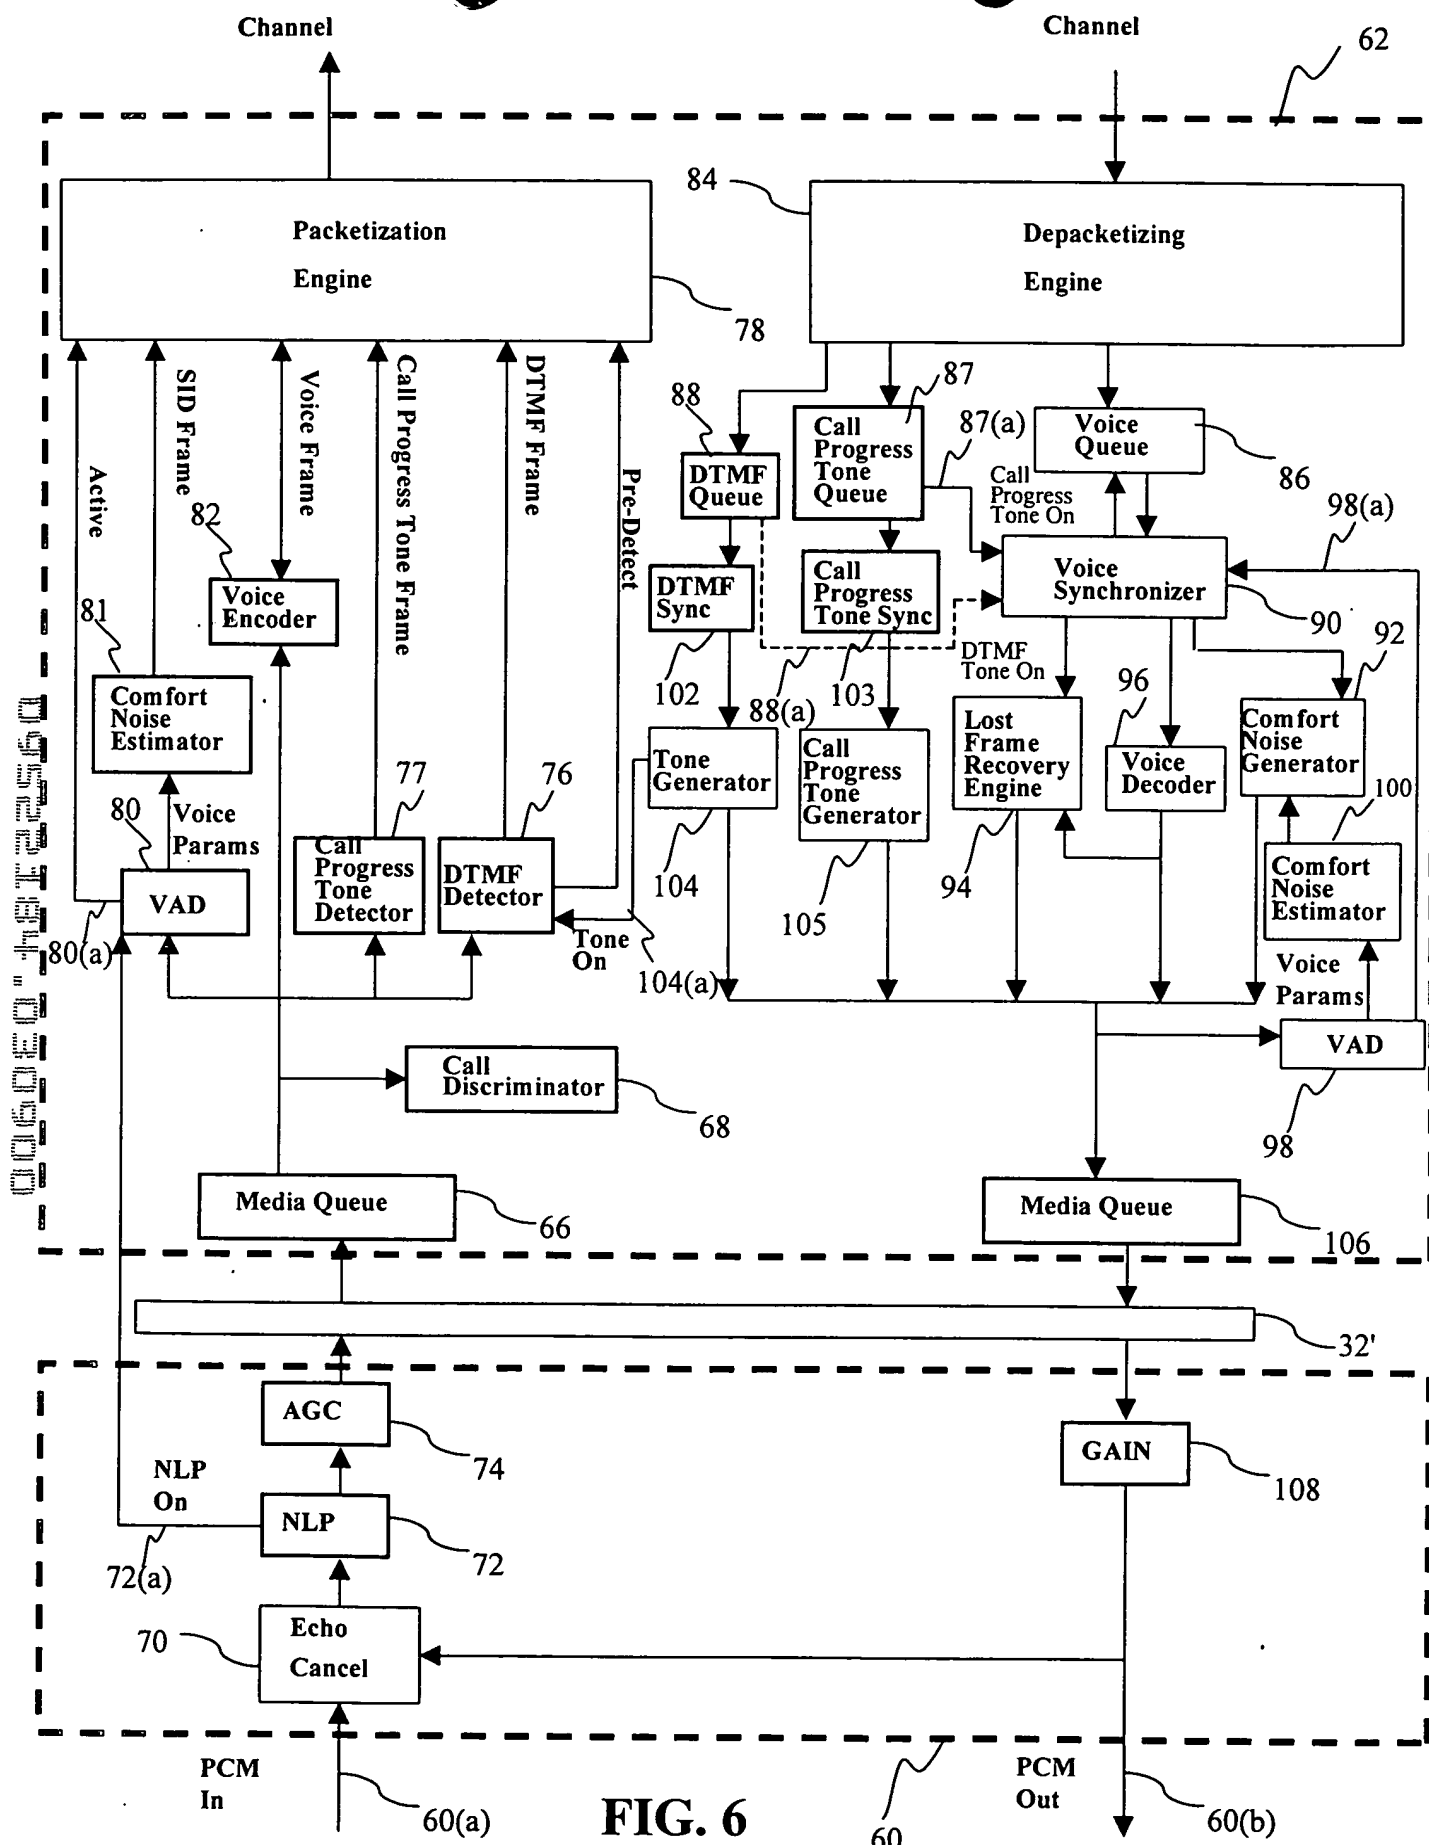 Channel
Channel
62
Packetization
Engine
78
84
Depacketizing
Engine
Active
SID Frame
Voice Frame
Call Progress Tone Frame
DTMF Frame
Pre-Detect
88
DTMF
Queue
87
Call
Progress
Tone
Queue
87(a)
Voice
Queue
86
Call
Progress
Tone On
98(a)
82
Voice
Encoder
81
Comfort
Noise
Estimator
DTMF
Sync
102
Call
Progress
Tone Sync
103
88(a)
Voice
Synchronizer
90
DTMF
Tone On
92
96
80
Voice
Params
VAD
80(a)
77
Call
Progress
Tone
Detector
76
DTMF
Detector
Tone
Generator
104
Tone
On
104(a)
Call
Progress
Tone
Generator
105
Lost
Frame
Recovery
Engine
94
Voice
Decoder
Comfort
Noise
Generator
100
Comfort
Noise
Estimator
Voice
Params
VAD
98
Call
Discriminator
68
Media Queue
66
Media Queue
106
32'
AGC
74
GAIN
108
NLP
On
NLP
72
72(a)
Echo
Cancel
70
PCM
In
60(a)
FIG. 6
60
PCM
Out
60(b)